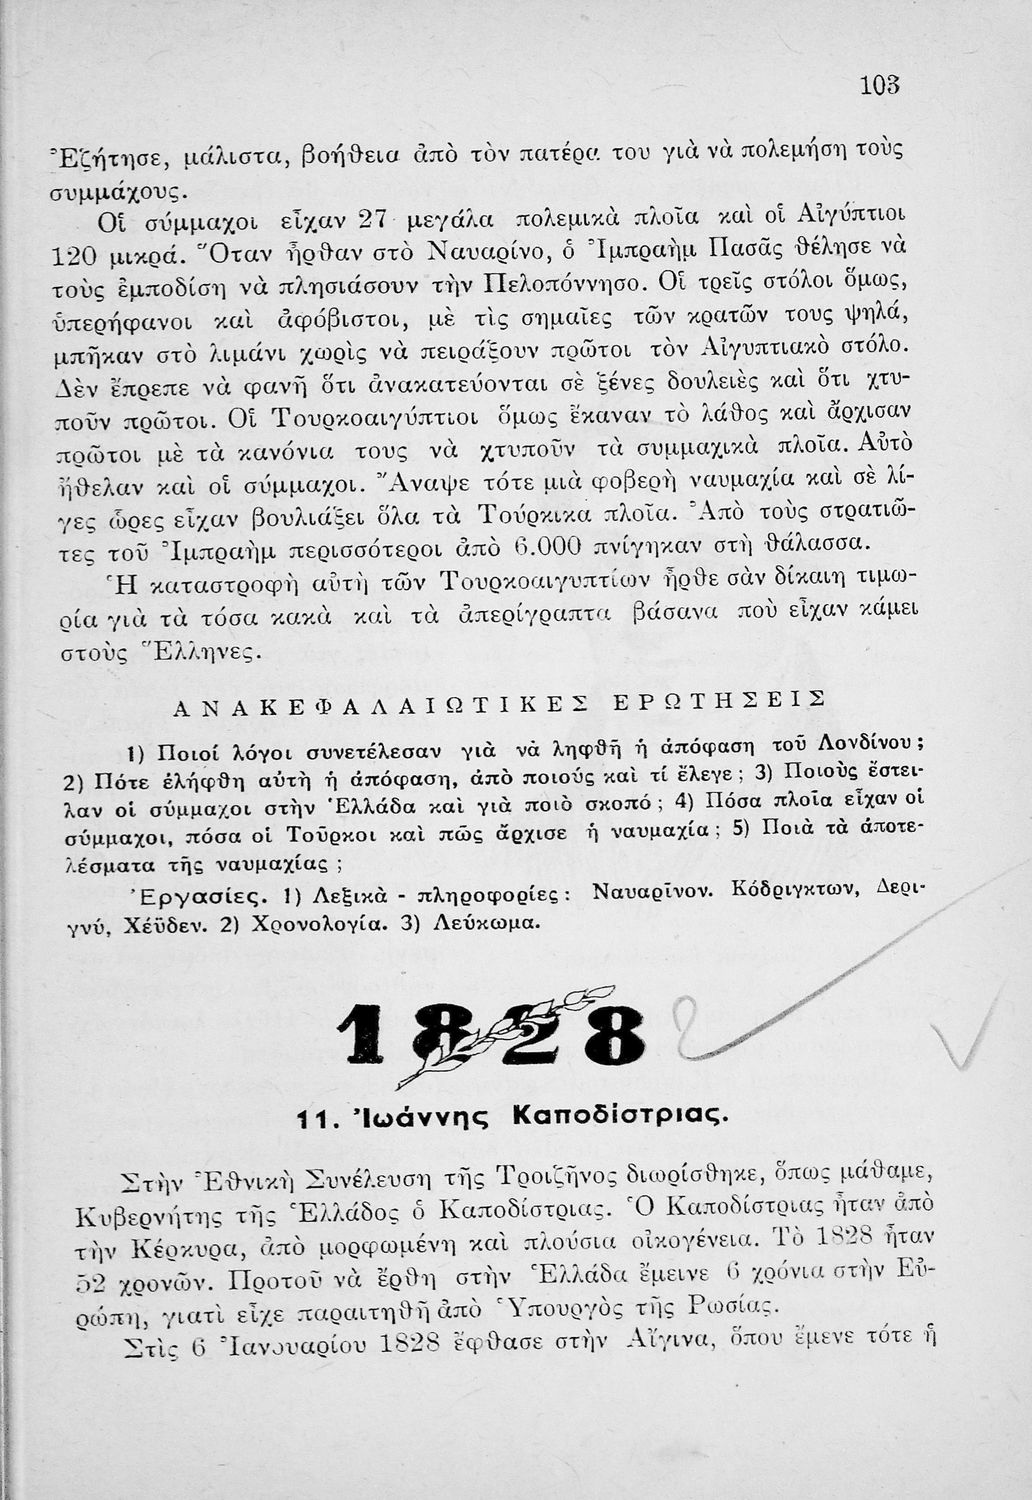 103
Ἐζήτησε, μάλιστα, βοήθεια ἀπὸ τὸν πατέρα του γιὰ νὰ πολεμήση τοὺς
συμμάχους.
Οἱ σύμμαχοι εἶχαν 27 μεγάλα πολεμικὰ πλοῖα καὶ οἱ Αἰγύπτιοι
120 μικρά. Ὅταν ἦρθαν στὸ Ναυαρίνο, ὁ Ἰμπραὴμ Πασᾶς θέλησε νὰ
τοὺς ἐμποδίση νὰ πλησιάσουν τὴν Πελοπόννησο. Οἱ τρεῖς στόλοι ὅμως,
ὑπερήφανοι καὶ ἀφόβιστοι, μὲ τὶς σημαῖες τῶν κρατῶν τους ψηλά,
μπῆκαν στὸ λιμάνι χωρὶς νὰ πειράξουν πρῶτοι τὸν Αἰγυπτιακὸ στόλο.
Δὲν ἔπρεπε νὰ φανῆ ὅτι ἀνακατεύονται σὲ ξένες δουλειὲς καὶ ὅτι χτυ-
ποῦν πρῶτοι. Οἱ Τουρκοαιγύπτιοι ὅμως ἔκαναν τὸ λάθος καὶ ἄρχισαν
πρῶτοι μὲ τὰ κανόνια τους νὰ χτυποῦν τὰ συμμαχικὰ πλοῖα. Αὐτὸ
ἤθελαν καὶ οἱ σύμμαχοι. Ἄναψε τότε μιὰ φοβερὴ ναυμαχία καὶ σὲ λί-
γες ὧρες εἶχαν βουλιάξει ὅλα τὰ Τούρκικα πλοῖα. Ἀπὸ τοὺς στρατιῶ-
τες τοῦ Ἰμπραὴμ περισσότεροι ἀπὸ 6.000 πνίγηκαν στὴ θάλασσα.
Ἡ καταστροφὴ αὐτὴ τῶν Τουρκοαιγυπτίων ἦρθε σὰν δίκαιη τιμω-
ρία γιὰ τὰ τόσα κακὰ καὶ τὰ ἀπερίγραπτα βάσανα ποὺ εἶχαν κάμει
στοὺς Ἕλληνες.
ΑΝΑΚΕΦΑΛΑΙΩΤΙΚΕΣ ΕΡΩΤΗΣΕΙΣ
1) Ποιοί λόγοι συνετέλεσαν γιὰ νὰ ληφθῆ ἡ ἀπόφαση τοῦ Λονδίνου;
2) Πότε ἐλήφθη αὐτὴ ἡ ἀπόφαση, ἀπὸ ποιούς καὶ τί ἔλεγε; 3) Ποιοὺς ἔστει-
λαν οἱ σύμμαχοι στὴν Ἑλλάδα καὶ γιὰ ποιὸ σκοπό; 4) Πόσα πλοῖα εἶχαν οἱ
σύμμαχοι, πόσα οἱ Τοῦρκοι καὶ πῶς ἄρχισε ἡ ναυμαχία; 5) Ποιὰ τὰ ἀποτε-
λέσματα τῆς ναυμαχίας;
Ἐργασίες. 1) Λεξικὰ - πληροφορίες: Ναυαρῖνον. Κόδριγκτων, Δερι-
γνύ, Χέϋδεν. 2) Χρονολογία. 3) Λεύκωμα.
1828
11. Ἰωάννης Καποδίστριας.
Στὴν Ἐθνικὴ Συνέλευση τῆς Τροιζῆνος διωρίσθηκε, ὅπως μάθαμε,
Κυβερνήτης τῆς Ἑλλάδος ὁ Καποδίστριας. Ὁ Καποδίστριας ἦταν ἀπὸ
τὴν Κέρκυρα, ἀπὸ μορφωμένη καὶ πλούσια οἰκογένεια. Τὸ 1828 ἦταν
52 χρονῶν. Προτοῦ νὰ ἔρθη στὴν Ἑλλάδα ἔμεινε 6 χρόνια στὴν Εὐ-
ρώπη, γιατὶ εἶχε παραιτηθῆ ἀπὸ Ὑπουργὸς τῆς Ρωσίας.
Στὶς 6 Ἰανουαρίου 1828 ἔφθασε στὴν Αἴγινα, ὅπου ἔμενε τότε ἡ